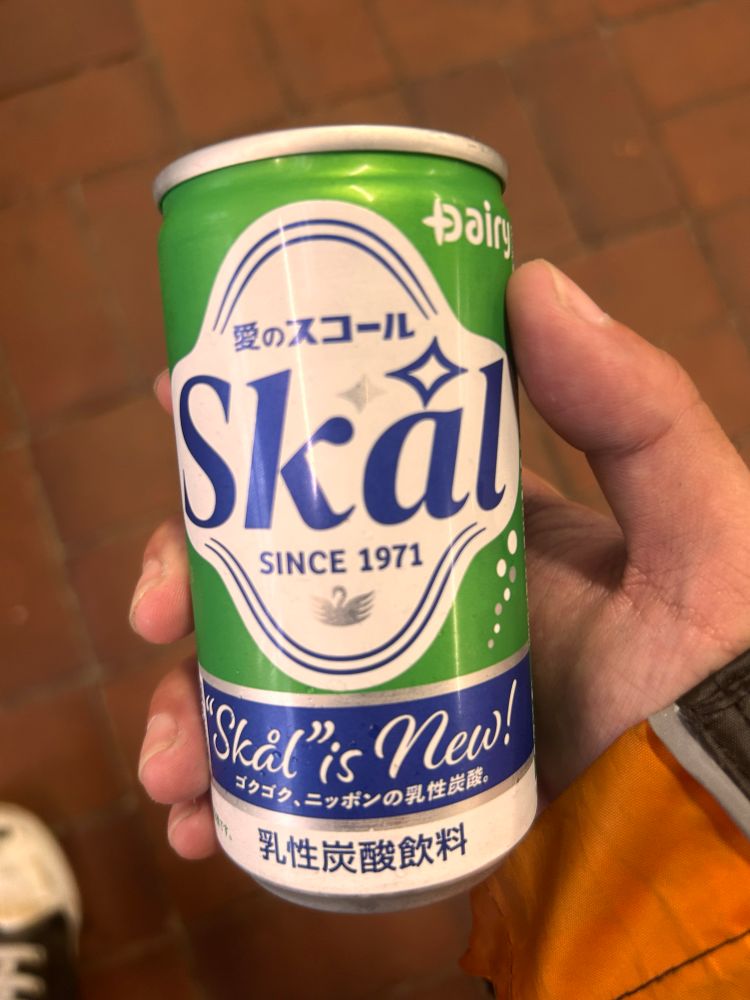 Dairy
愛のスコール
Skål
SINCE 1971
“Skål” is New!
ゴクゴク、ニッポンの乳性炭酸。
乳性炭酸飲料